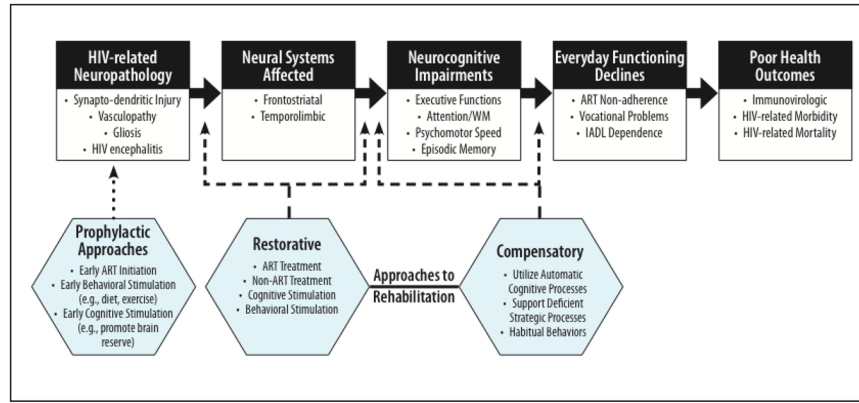 HIV-related
Neuropathology
• Synapto-dendritic Injury
• Vasculopathy
• Gliosis
• HIV encephalitis
Neural Systems
Affected
• Frontostriatal
• Temporolimbic
Neurocognitive
Impairments
• Executive Functions
• Attention/WM
• Psychomotor Speed
• Episodic Memory
Everyday Functioning
Declines
• ART Non-adherence
• Vocational Problems
• IADL Dependence
Poor Health
Outcomes
• Immunovirologic
• HIV-related Morbidity
• HIV-related Mortality
Prophylactic
Approaches
• Early ART Initiation
• Early Behavioral Stimulation
(e.g., diet, exercise)
• Early Cognitive Stimulation
(e.g., promote brain
reserve)
Restorative
• ART Treatment
• Non-ART Treatment
• Cognitive Stimulation
• Behavioral Stimulation
Approaches to
Rehabilitation
Compensatory
• Utilize Automatic
Cognitive Processes
• Support Deficient
Strategic Processes
• Habitual Behaviors